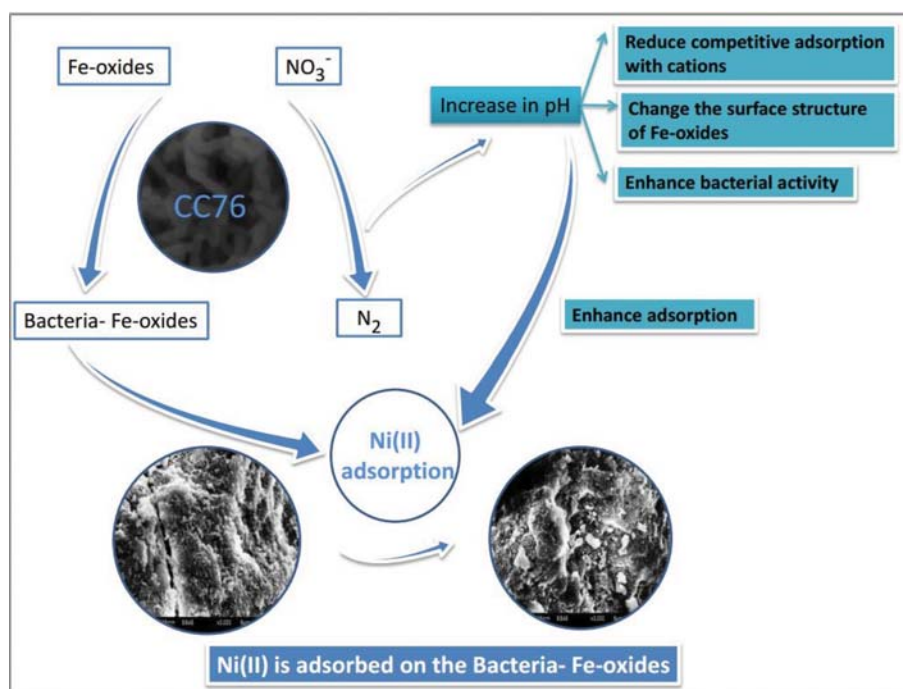 Fe-oxides
NO₃⁻
CC76
Bacteria- Fe-oxides
N₂
Increase in pH
Reduce competitive adsorption
with cations
Change the surface structure
of Fe-oxides
Enhance bacterial activity
Enhance adsorption
Ni(II)
adsorption
Ni(II) is adsorbed on the Bacteria- Fe-oxides